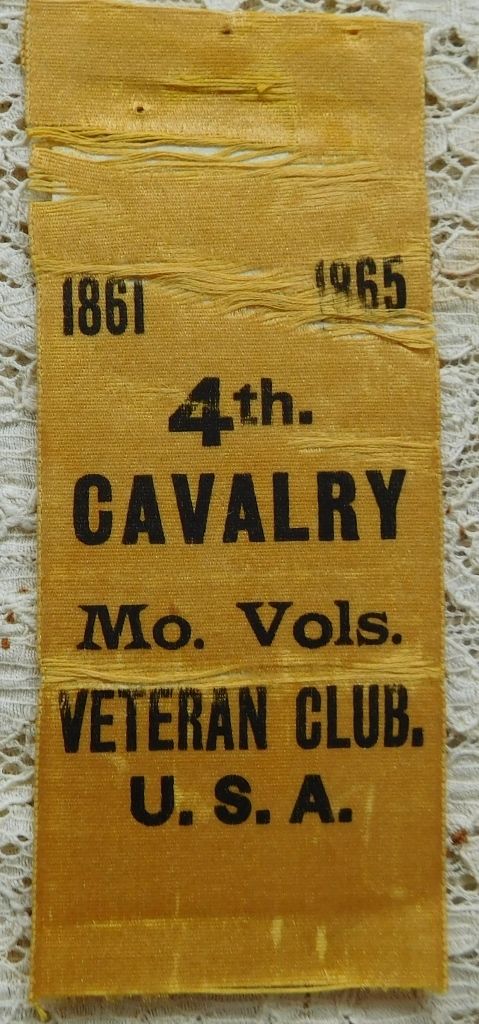 1861 1865
4th.
CAVALRY
Mo. Vols.
VETERAN CLUB.
U. S. A.